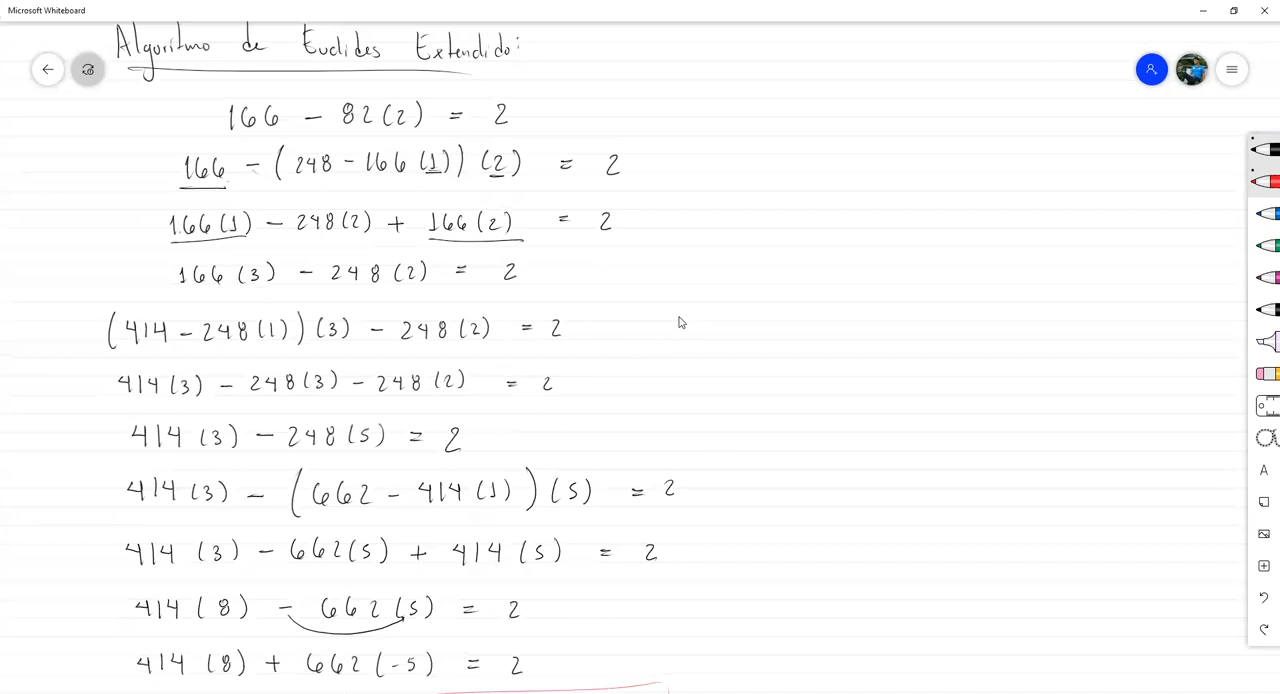 Microsoft Whiteboard
Algoritmo de Euclides Extendido:
166 - 82(2) = 2
166 - (248 - 166(1))(2) = 2
166(1) - 248(2) + 166(2) = 2
166(3) - 248(2) = 2
(414 - 248(1))(3) - 248(2) = 2
414(3) - 248(3) - 248(2) = 2
414(3) - 248(5) = 2
414(3) - (662 - 414(1))(5) = 2
414(3) - 662(5) + 414(5) = 2
414(8) - 662(5) = 2
414(8) + 662(-5) = 2